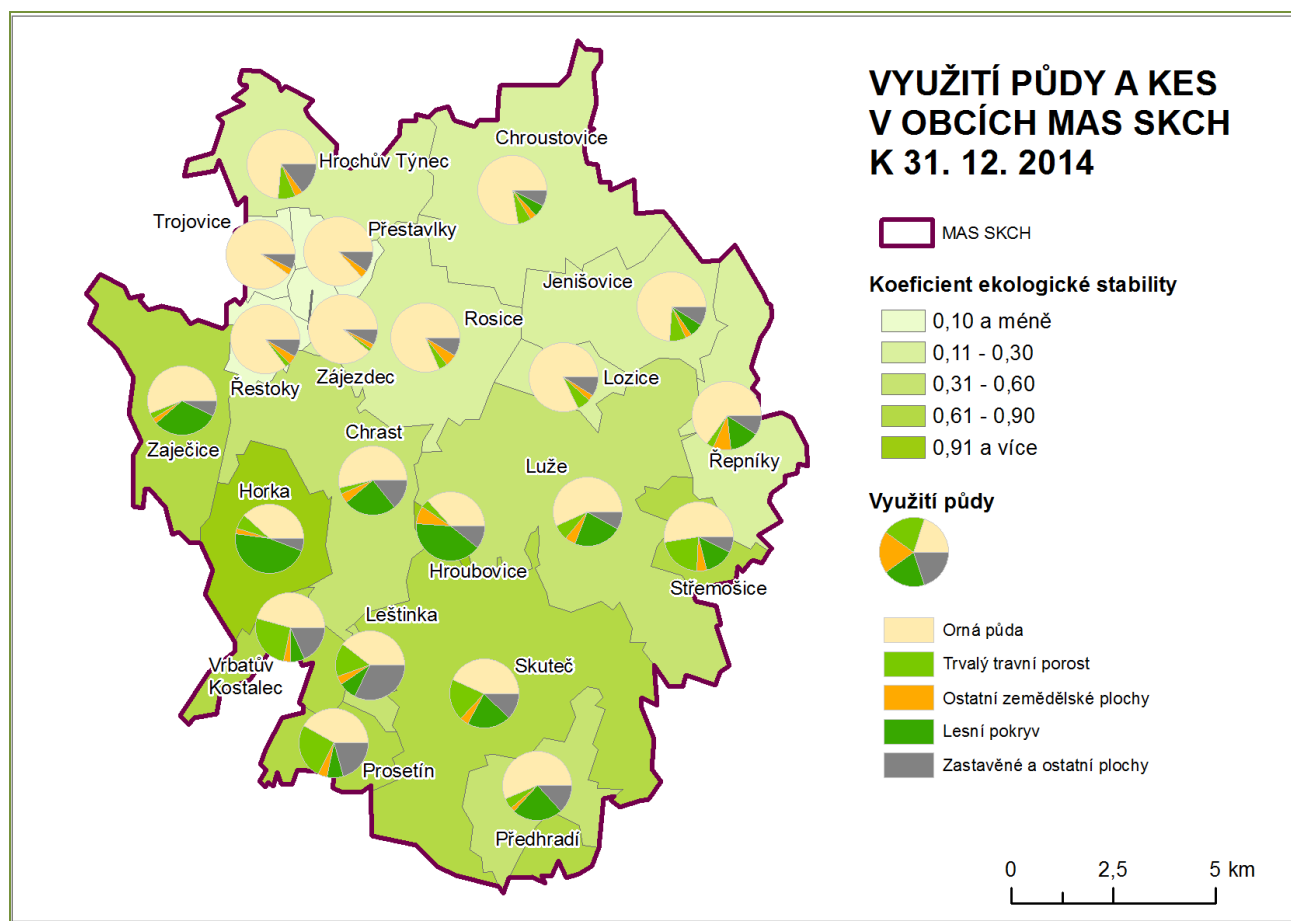 VYUŽITÍ PŮDY A KES
V OBCÍCH MAS SKCH
K 31. 12. 2014
MAS SKCH
Koeficient ekologické stability
0,10 a méně
0,11 - 0,30
0,31 - 0,60
0,61 - 0,90
0,91 a více
Využití půdy
Orná půda
Trvalý travní porost
Ostatní zemědělské plochy
Lesní pokryv
Zastavěné a ostatní plochy
0 2,5 5 km
Chroustovice
Hrochův Týnec
Trojovice
Přestavlky
Jenišovice
Rosice
Zájezdec
Řestoky
Lozice
Zaječice
Chrast
Řepníky
Luže
Horka
Hroubovice
Střemošice
Leštinka
Vrbatův
Kostalec
Skuteč
Prosetín
Předhradí